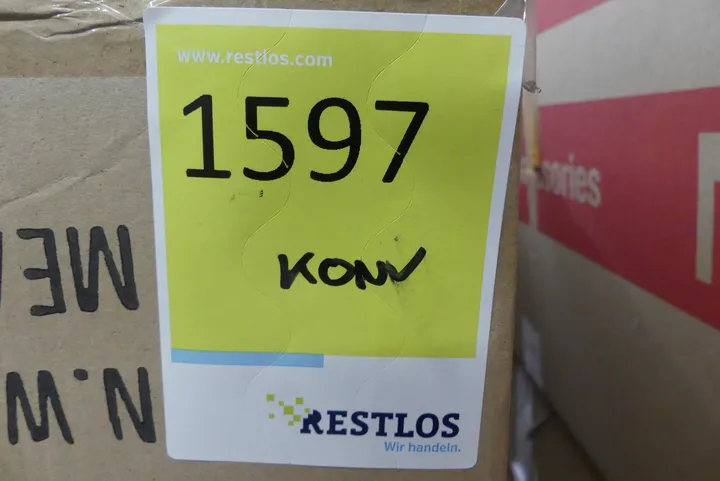 www.restlos.com
1597
KONV
RESTLOS
Wir handeln.